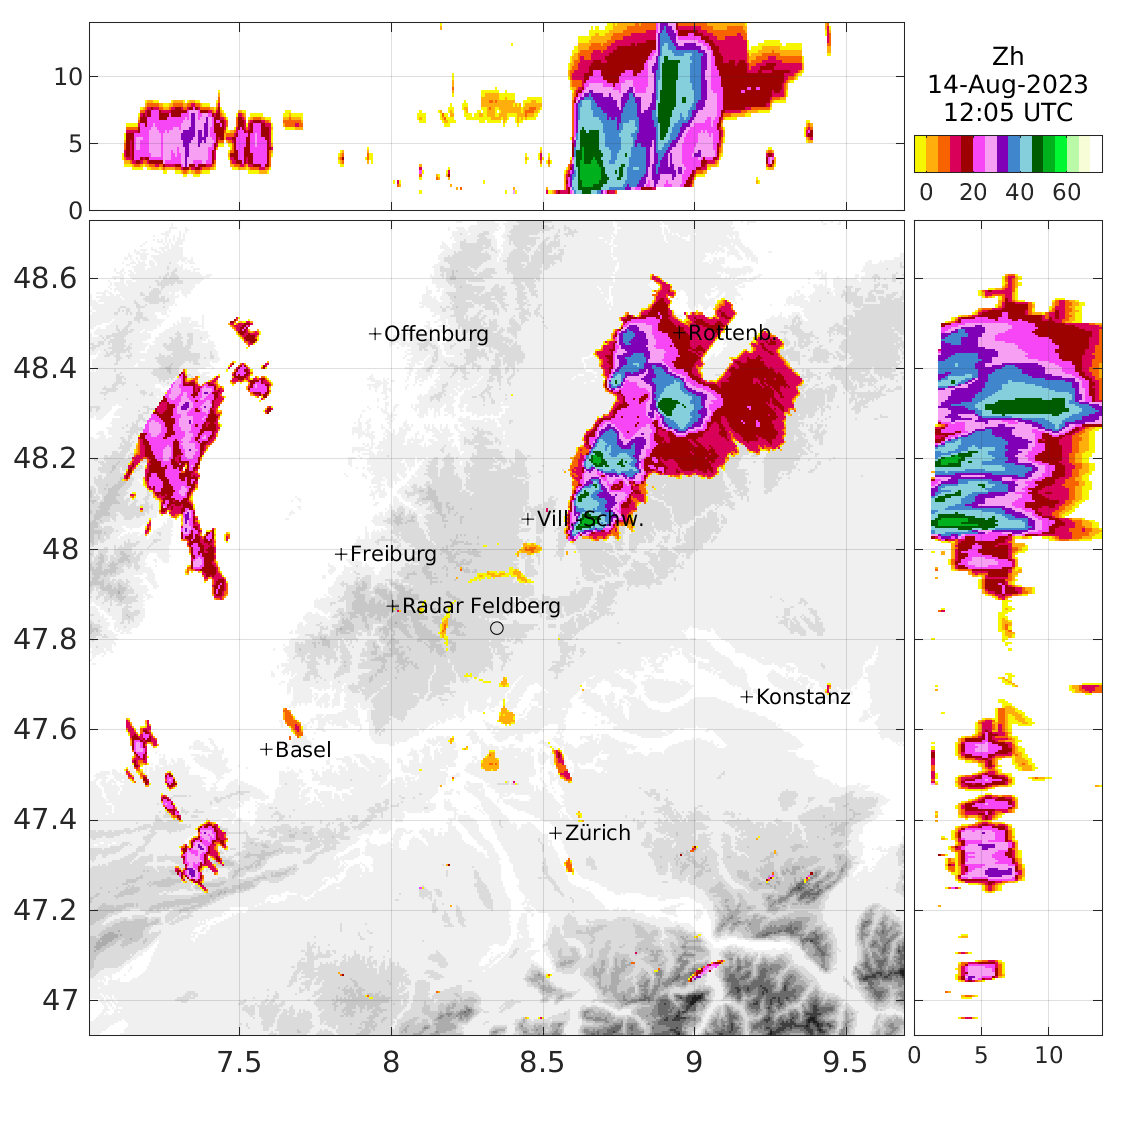 10
5
0
Zh
14-Aug-2023
12:05 UTC
0 20 40 60
48.6
48.4
48.2
48
47.8
47.6
47.4
47.2
47
Offenburg
Rottenb.
Vill.-Schw.
Freiburg
Radar Feldberg
Konstanz
Basel
Zürich
7.5 8 8.5 9 9.5
0 5 10